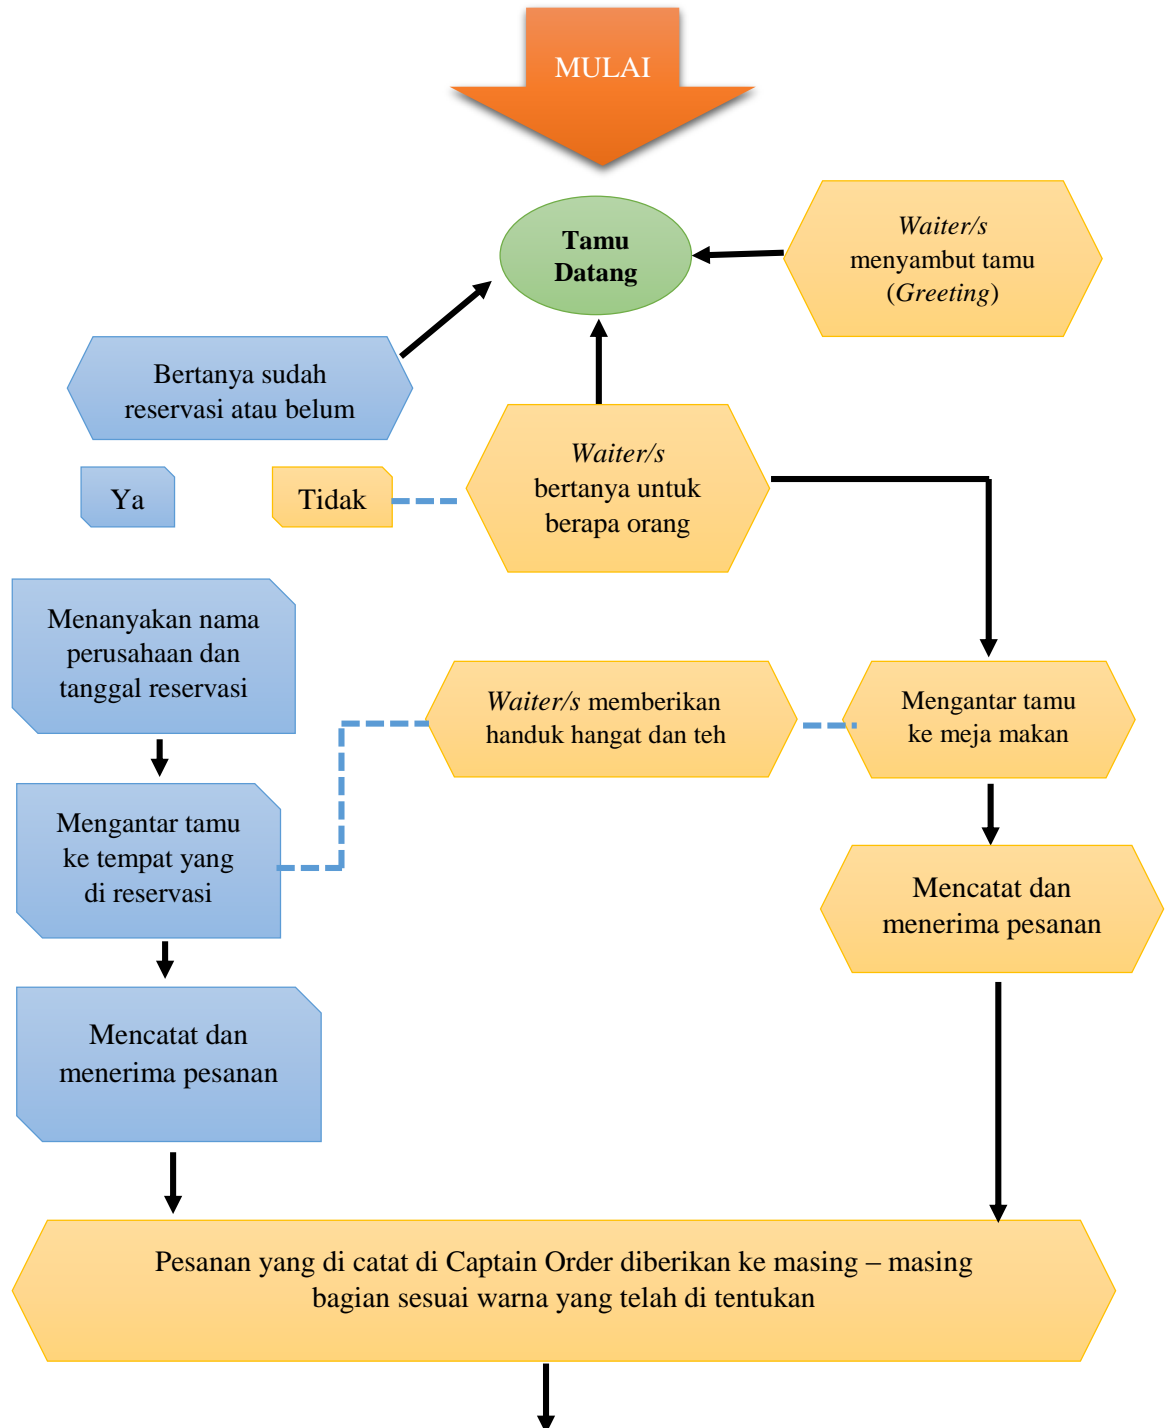 MULAI
Tamu
Datang
Waiter/s
menyambut tamu
(Greeting)
Bertanya sudah
reservasi atau belum
Waiter/s
bertanya untuk
berapa orang
Ya
Tidak
Menanyakan nama
perusahaan dan
tanggal reservasi
Waiter/s memberikan
handuk hangat dan teh
Mengantar tamu
ke meja makan
Mengantar tamu
ke tempat yang
di reservasi
Mencatat dan
menerima pesanan
Mencatat dan
menerima pesanan
Pesanan yang di catat di Captain Order diberikan ke masing – masing
bagian sesuai warna yang telah di tentukan